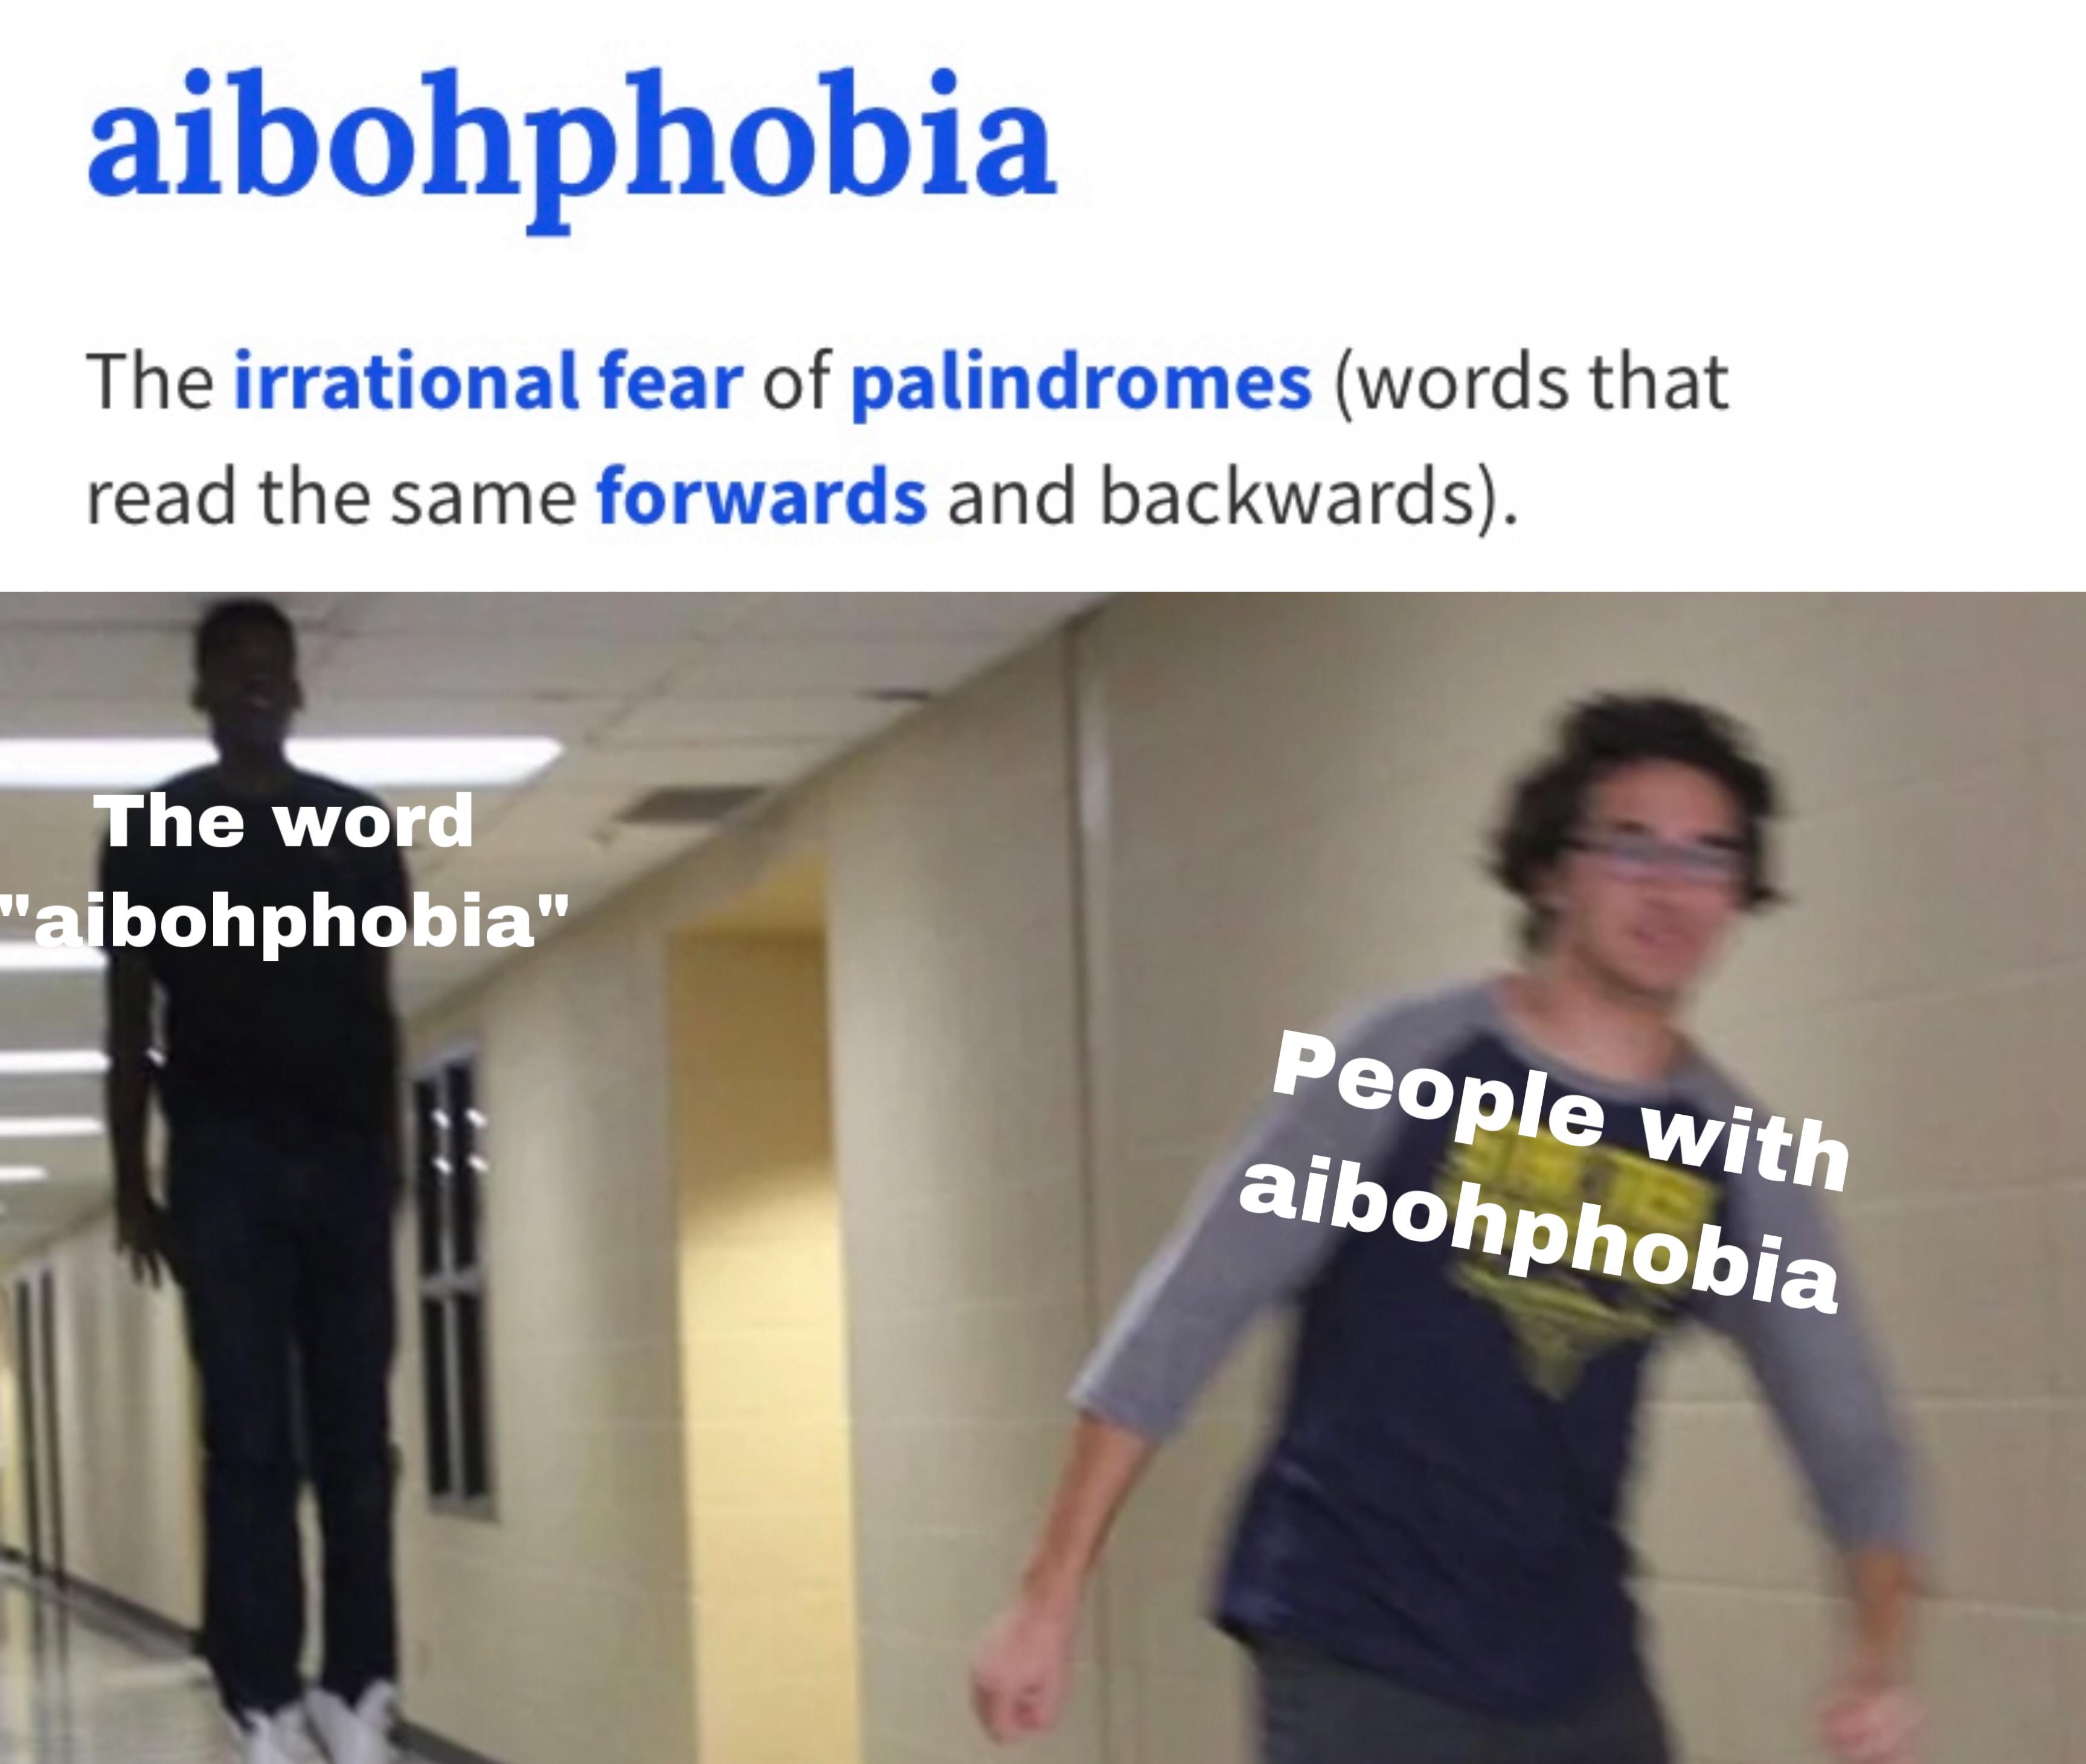 aibohphobia
The irrational fear of palindromes (words that
read the same forwards and backwards).
The word
"aibohphobia"
People with
aibohphobia